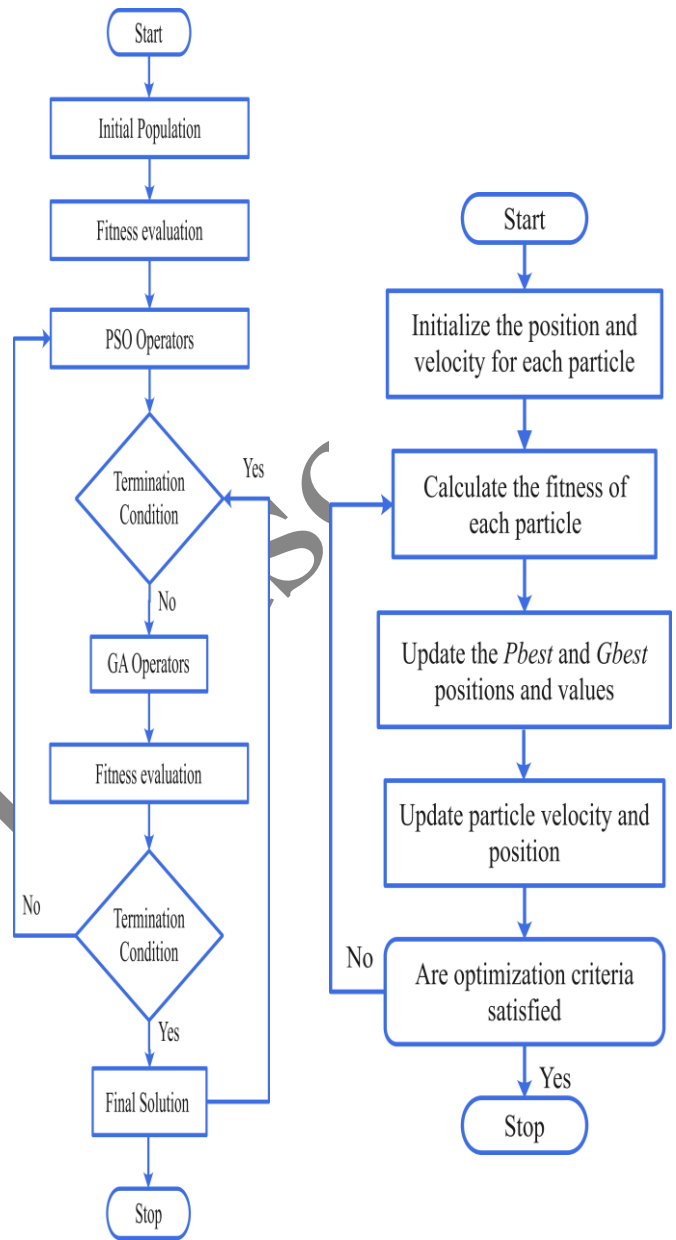 Start
Initial Population
Fitness evaluation
PSO Operators
Termination
Condition
Yes
No
GA Operators
Fitness evaluation
Termination
Condition
No
Yes
Final Solution
Stop
Start
Initialize the position and
velocity for each particle
Calculate the fitness of
each particle
Update the Pbest and Gbest
positions and values
Update particle velocity and
position
Are optimization criteria
satisfied
No
Yes
Stop